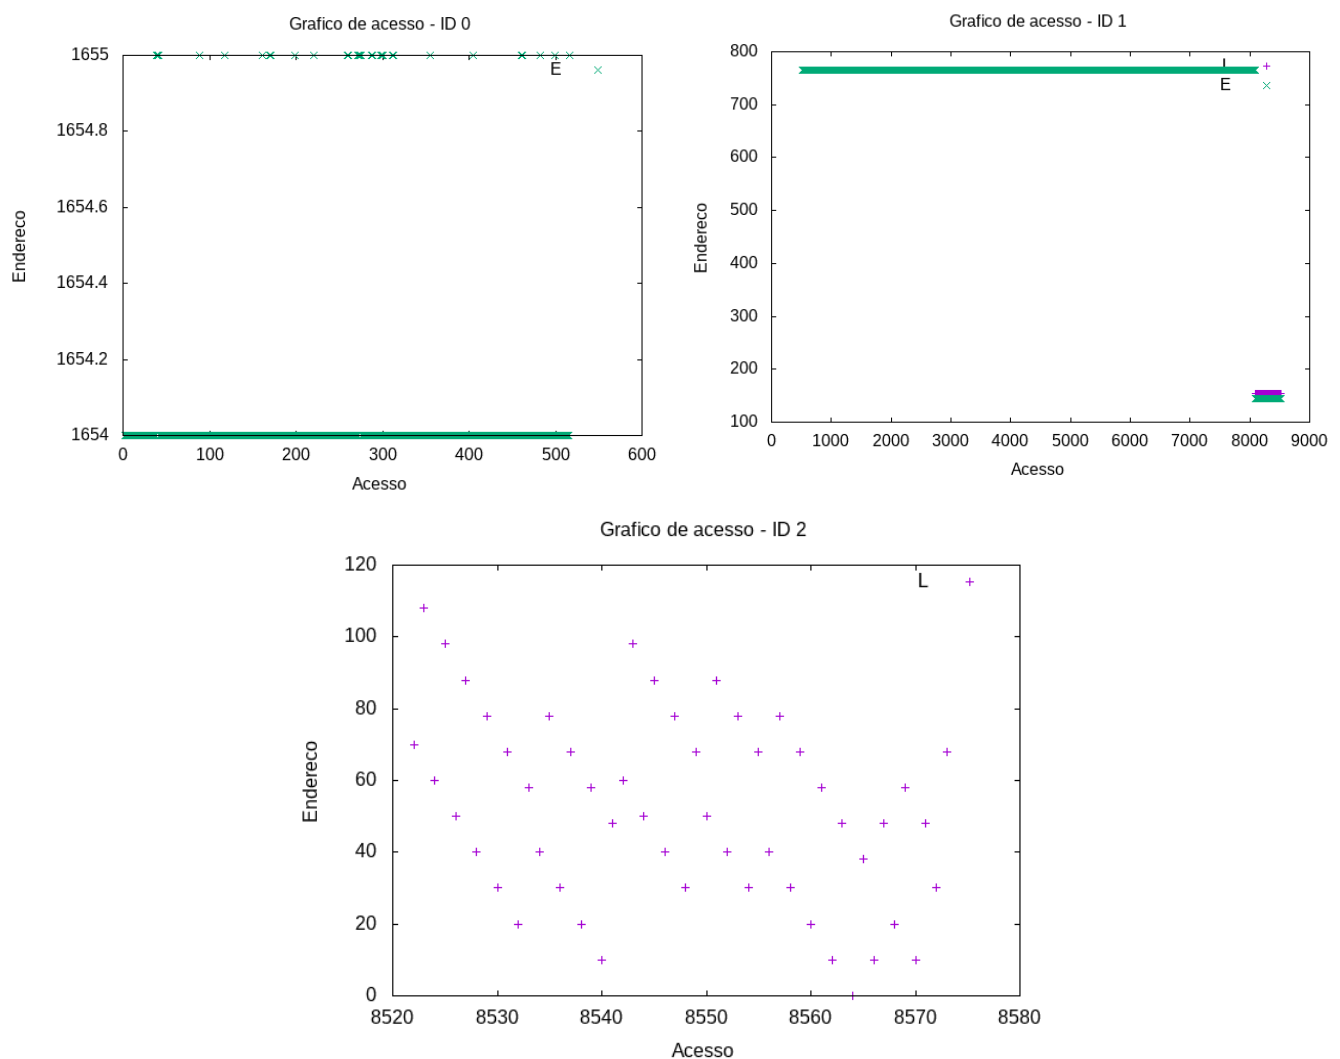 Grafico de acesso - ID 0
1655
E
1654.8
1654.6
1654.4
1654.2
1654
0 100 200 300 400 500 600
Endereco
Acesso
Grafico de acesso - ID 1
800
E
700
600
500
400
300
200
100
0 1000 2000 3000 4000 5000 6000 7000 8000 9000
Endereco
Acesso
Grafico de acesso - ID 2
120
L
100
80
60
40
20
0
8520 8530 8540 8550 8560 8570 8580
Endereco
Acesso